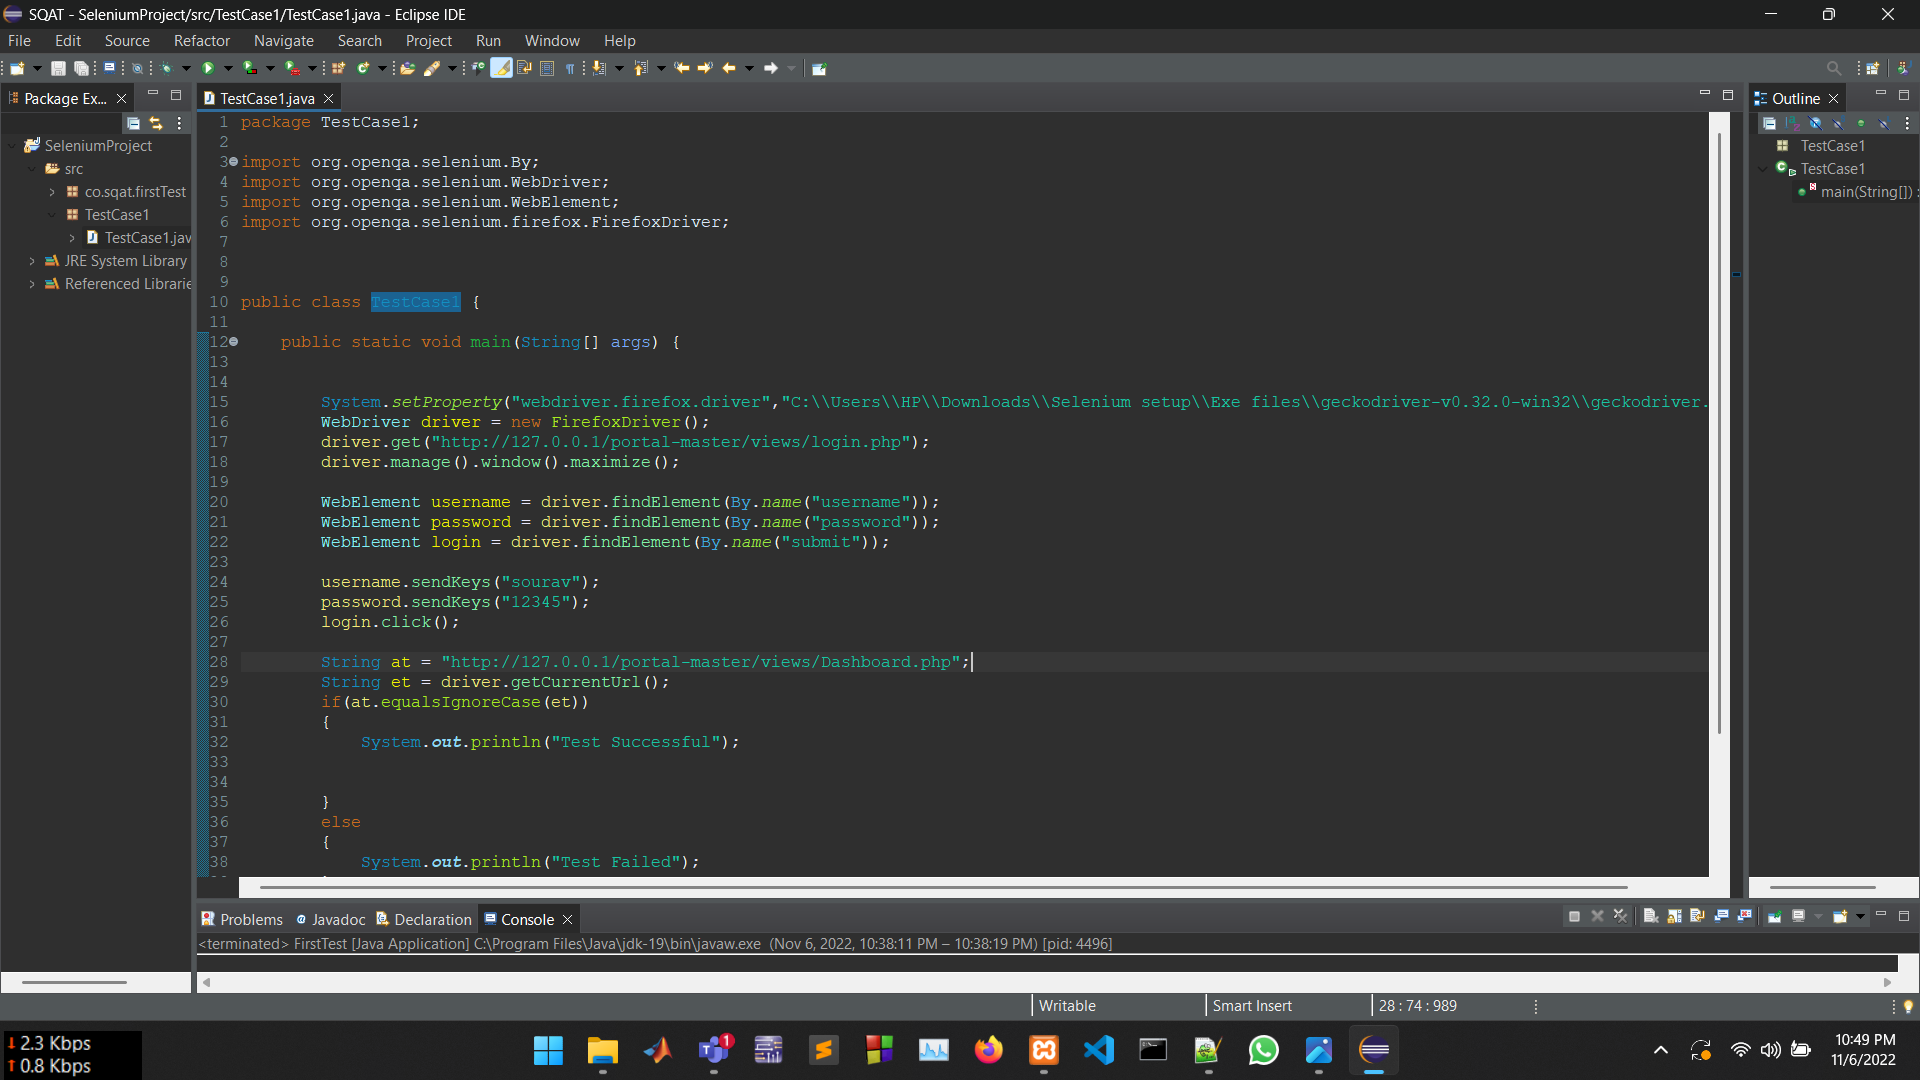 SQAT - SeleniumProject/src/TestCase1/TestCase1.java - Eclipse IDE
File Edit Source Refactor Navigate Search Project Run Window Help
Package Ex...
SeleniumProject
src
co.sqat.firstTest
TestCase1
TestCase1.jav
JRE System Library
Referenced Librarie
TestCase1.java
1 package TestCase1;
2
3 import org.openqa.selenium.By;
4 import org.openqa.selenium.WebDriver;
5 import org.openqa.selenium.WebElement;
6 import org.openqa.selenium.firefox.FirefoxDriver;
7
8
9
10 public class TestCase1 {
11
12 public static void main(String[] args) {
13
14
15 System.setProperty("webdriver.firefox.driver","C:\\Users\\HP\\Downloads\\Selenium setup\\Exe files\\geckodriver-v0.32.0-win32\\geckodriver.
16 WebDriver driver = new FirefoxDriver();
17 driver.get("http://127.0.0.1/portal-master/views/login.php");
18 driver.manage().window().maximize();
19
20 WebElement username = driver.findElement(By.name("username"));
21 WebElement password = driver.findElement(By.name("password"));
22 WebElement login = driver.findElement(By.name("submit"));
23
24 username.sendKeys("sourav");
25 password.sendKeys("12345");
26 login.click();
27
28 String at = "http://127.0.0.1/portal-master/views/Dashboard.php";
29 String et = driver.getCurrentUrl();
30 if(at.equalsIgnoreCase(et))
31 {
32 System.out.println("Test Successful");
33
34
35 }
36 else
37 {
38 System.out.println("Test Failed");
Outline
TestCase1
TestCase1
main(String[]) :
Problems Javadoc Declaration Console
<terminated> FirstTest [Java Application] C:\Program Files\Java\jdk-19\bin\javaw.exe (Nov 6, 2022, 10:38:11 PM – 10:38:19 PM) [pid: 4496]
Writable Smart Insert 28 : 74 : 989
2.3 Kbps
0.8 Kbps
1
10:49 PM
11/6/2022